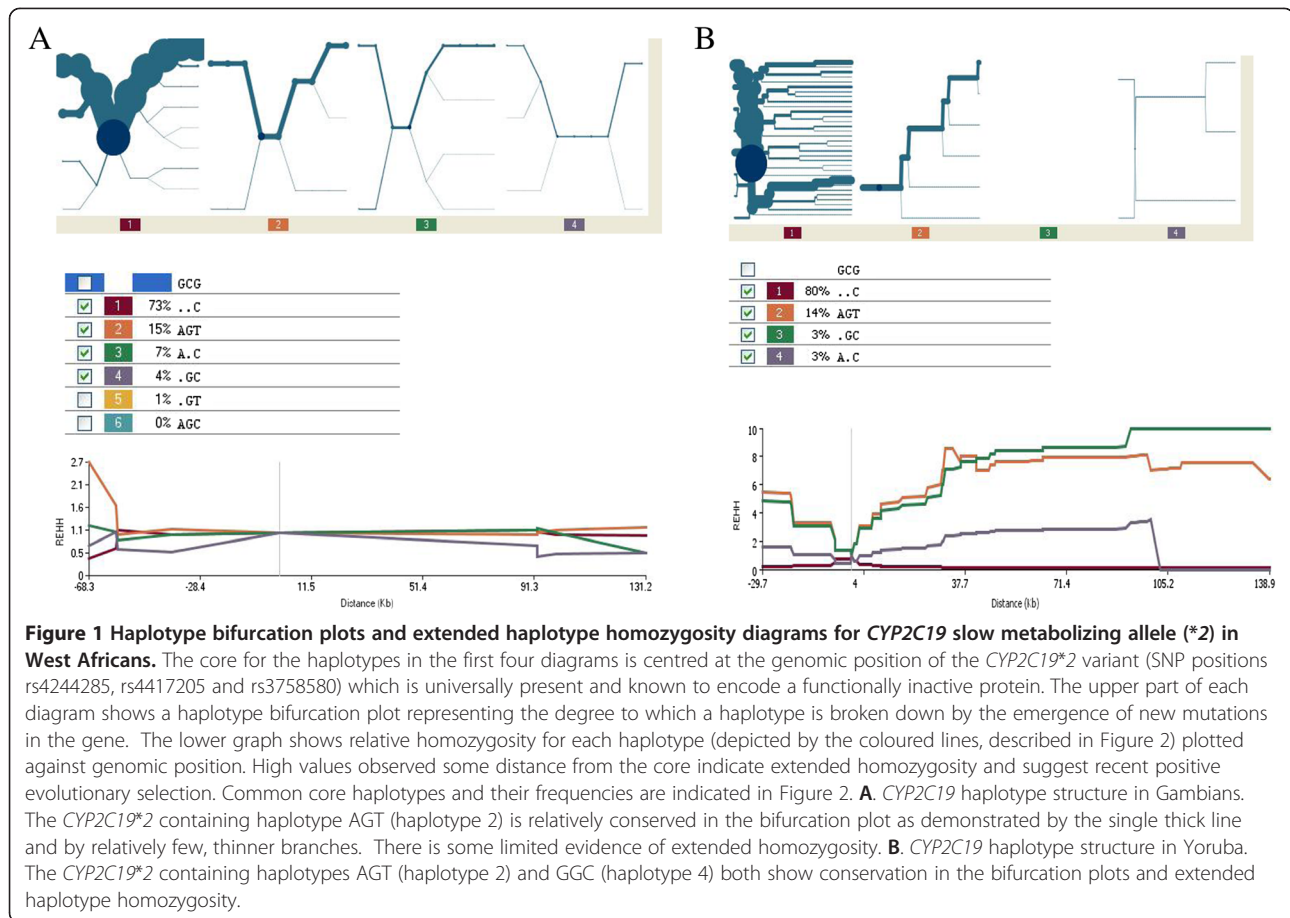 A
B
1 2 3 4
1 2 3 4
GCG
1 73% ..C
2 15% AGT
3 7% A.C
4 4% .GC
5 1% .GT
6 0% AGC
GCG
1 80% ..C
2 14% AGT
3 3% .GC
4 3% A.C
2.7
2.1
1.6
1.1
0.5
0
REHH
-68.3 -28.4 11.5 51.4 91.3 131.2
Distance (Kb)
10
8
6
4
2
0
REHH
-29.7 4 37.7 71.4 105.2 138.9
Distance (Kb)
Figure 1 Haplotype bifurcation plots and extended haplotype homozygosity diagrams for CYP2C19 slow metabolizing allele (*2) in
West Africans. The core for the haplotypes in the first four diagrams is centred at the genomic position of the CYP2C19*2 variant (SNP positions
rs4244285, rs4417205 and rs3758580) which is universally present and known to encode a functionally inactive protein. The upper part of each
diagram shows a haplotype bifurcation plot representing the degree to which a haplotype is broken down by the emergence of new mutations
in the gene. The lower graph shows relative homozygosity for each haplotype (depicted by the coloured lines, described in Figure 2) plotted
against genomic position. High values observed some distance from the core indicate extended homozygosity and suggest recent positive
evolutionary selection. Common core haplotypes and their frequencies are indicated in Figure 2. A. CYP2C19 haplotype structure in Gambians.
The CYP2C19*2 containing haplotype AGT (haplotype 2) is relatively conserved in the bifurcation plot as demonstrated by the single thick line
and by relatively few, thinner branches. There is some limited evidence of extended homozygosity. B. CYP2C19 haplotype structure in Yoruba.
The CYP2C19*2 containing haplotypes AGT (haplotype 2) and GGC (haplotype 4) both show conservation in the bifurcation plots and extended
haplotype homozygosity.